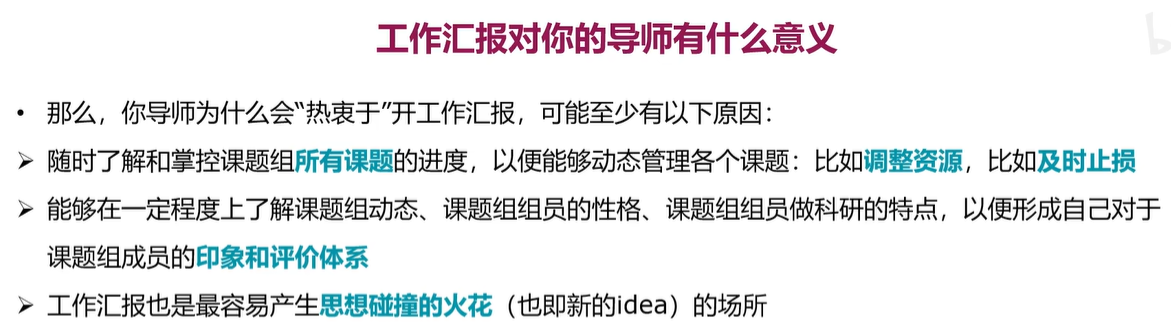 工作汇报对你的导师有什么意义
• 那么，你导师为什么会“热衷于”开工作汇报，可能至少有以下原因：
➢ 随时了解和掌控课题组所有课题的进度，以便能够动态管理各个课题：比如调整资源，比如及时止损
➢ 能够在一定程度上了解课题组动态、课题组组员的性格、课题组组员做科研的特点，以便形成自己对于
课题组成员的印象和评价体系
➢ 工作汇报也是最容易产生思想碰撞的火花（也即新的idea）的场所